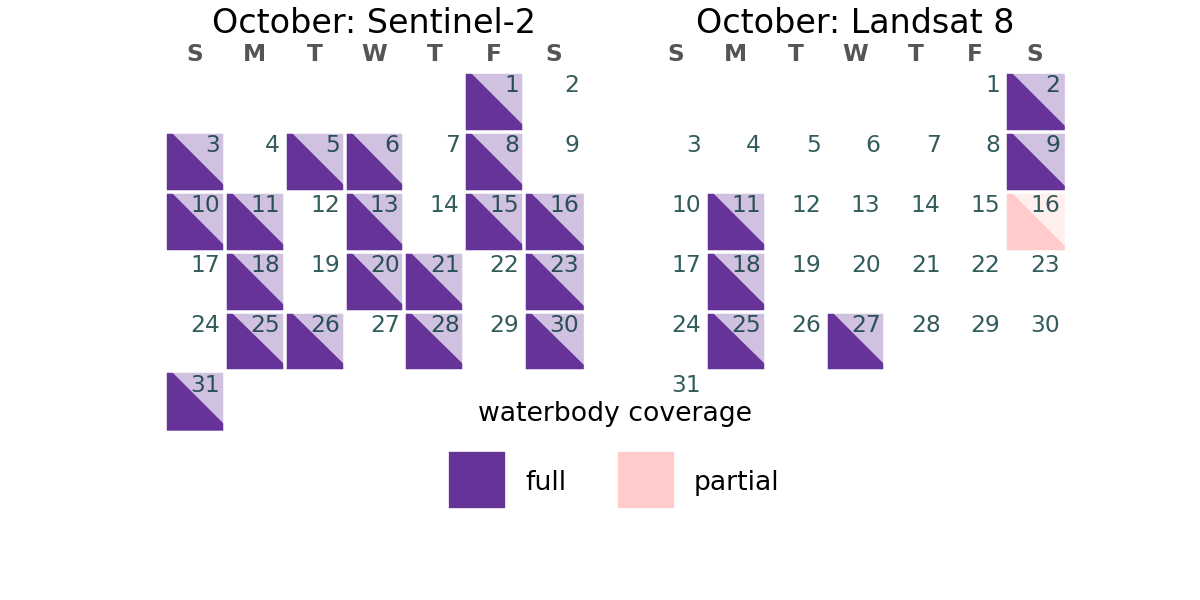 October: Sentinel-2
S M T W T F S
1 2
3 4 5 6 7 8 9
10 11 12 13 14 15 16
17 18 19 20 21 22 23
24 25 26 27 28 29 30
31
October: Landsat 8
S M T W T F S
1 2
3 4 5 6 7 8 9
10 11 12 13 14 15 16
17 18 19 20 21 22 23
24 25 26 27 28 29 30
31
waterbody coverage
full partial